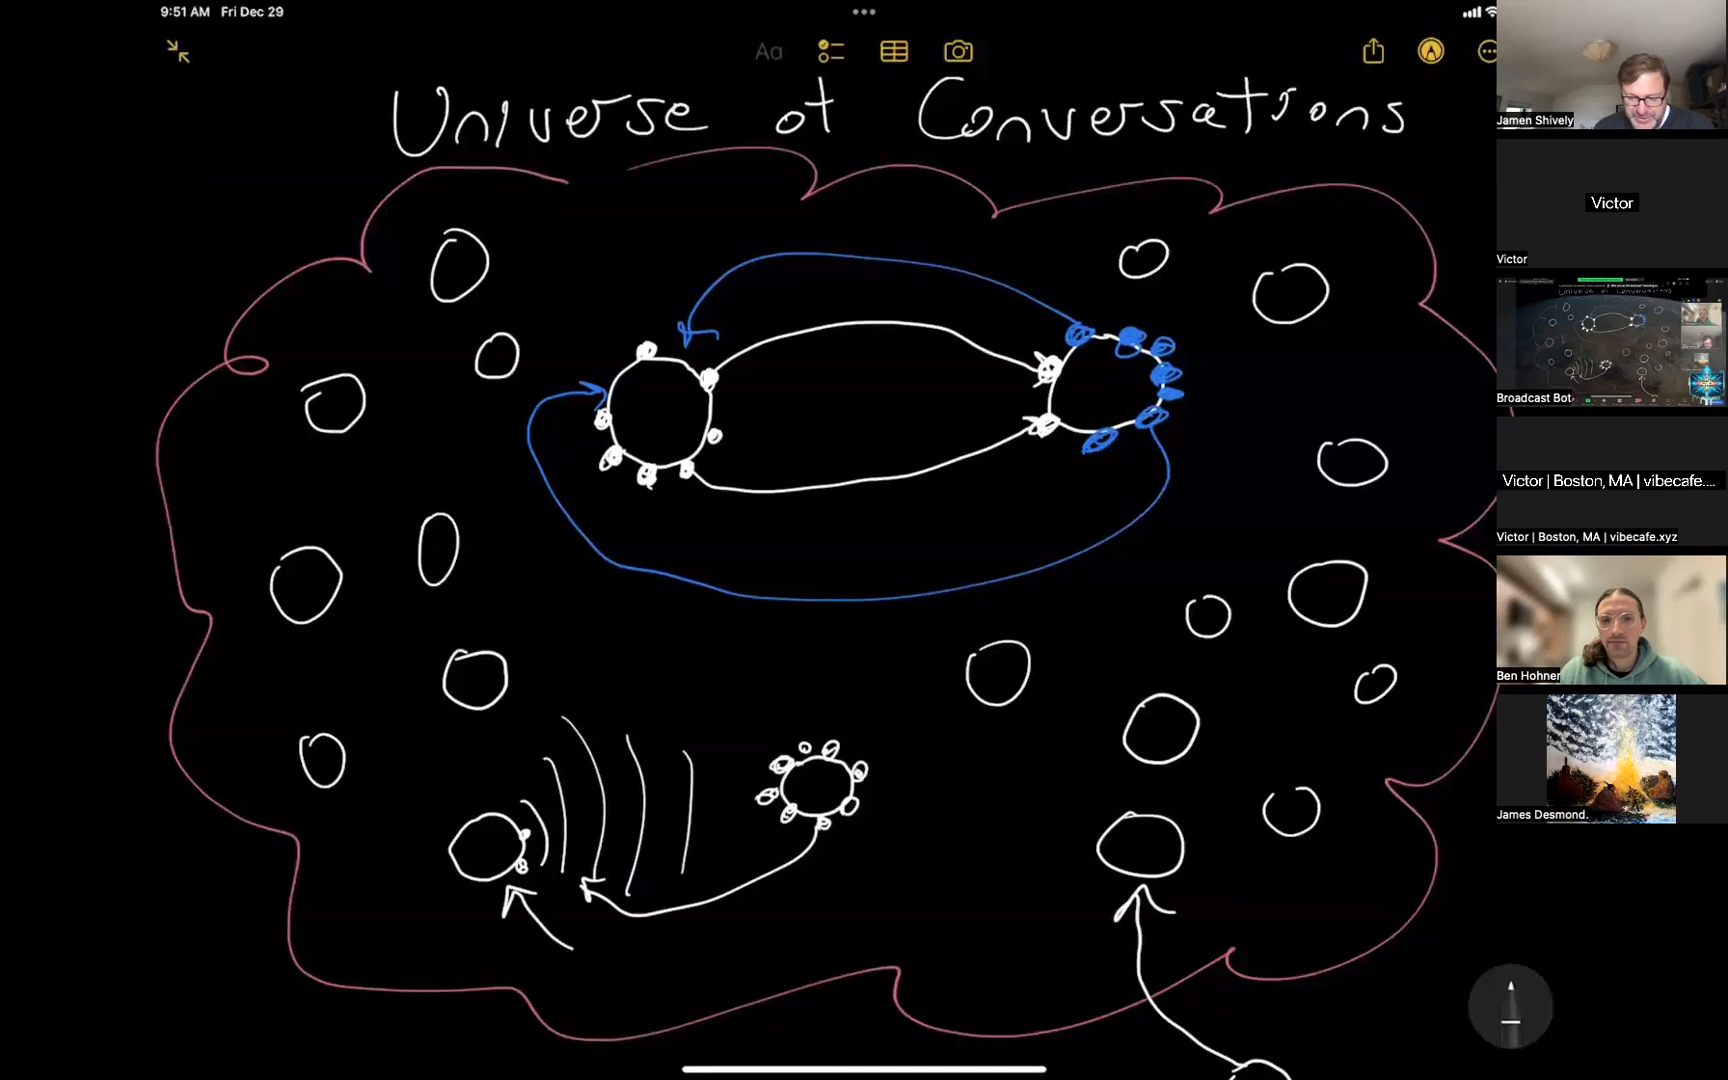 9:51 AM Fri Dec 29
Aa
Universe of Conversations
Jamen Shively
Victor
Victor
Broadcast Bot
Victor | Boston, MA | vibecafe....
Victor | Boston, MA | vibecafe.xyz
Ben Hohner
James Desmond.